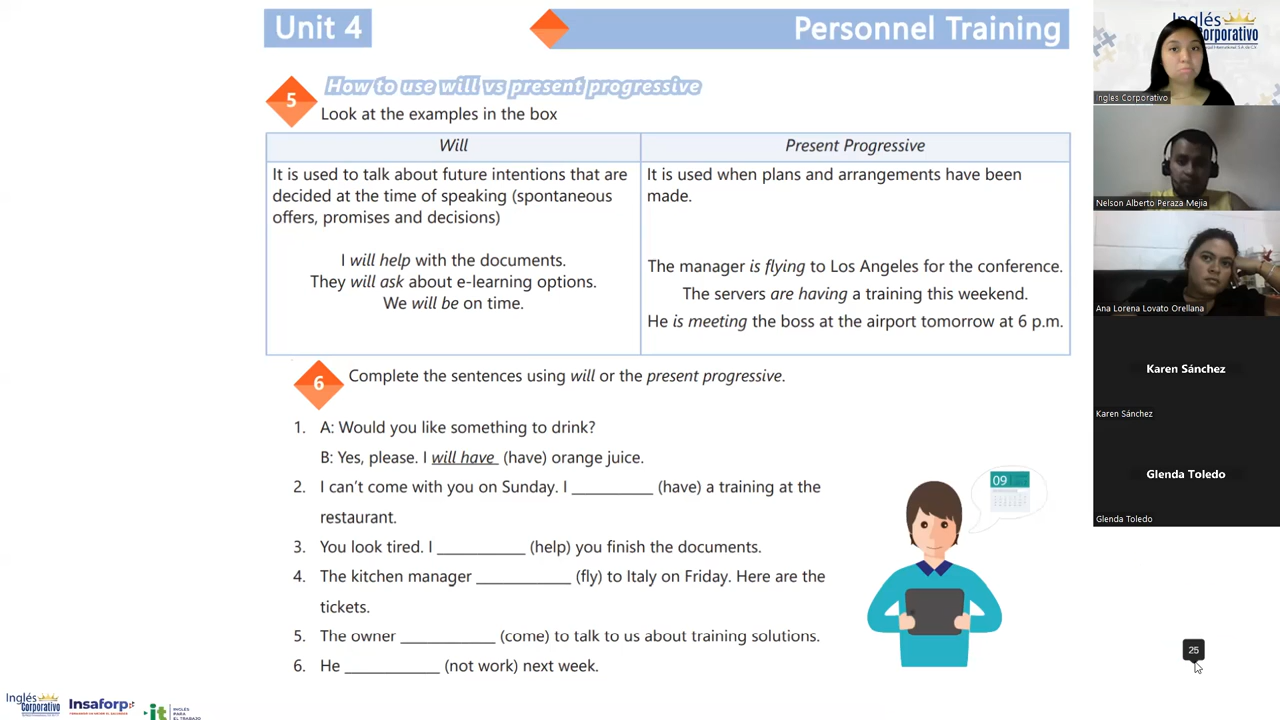 Unit 4
Personnel Training
5
How to use will vs present progressive
Look at the examples in the box
Will
Present Progressive
It is used to talk about future intentions that are
decided at the time of speaking (spontaneous
offers, promises and decisions)
I will help with the documents.
They will ask about e-learning options.
We will be on time.
It is used when plans and arrangements have been
made.
The manager is flying to Los Angeles for the conference.
The servers are having a training this weekend.
He is meeting the boss at the airport tomorrow at 6 p.m.
6
Complete the sentences using will or the present progressive.
1. A: Would you like something to drink?
B: Yes, please. I will have (have) orange juice.
2. I can't come with you on Sunday. I __________ (have) a training at the
restaurant.
3. You look tired. I ___________ (help) you finish the documents.
4. The kitchen manager ____________ (fly) to Italy on Friday. Here are the
tickets.
5. The owner ____________ (come) to talk to us about training solutions.
6. He ____________ (not work) next week.
09
25
Inglés
Corporativo
Insaforp
it
INGLÉS
PARA
EL TRABAJO
Inglés
Corporativo
Ingles Corporativo
Nelson Alberto Peraza Mejia
Ana Lorena Lovato Orellana
Karen Sánchez
Karen Sánchez
Glenda Toledo
Glenda Toledo